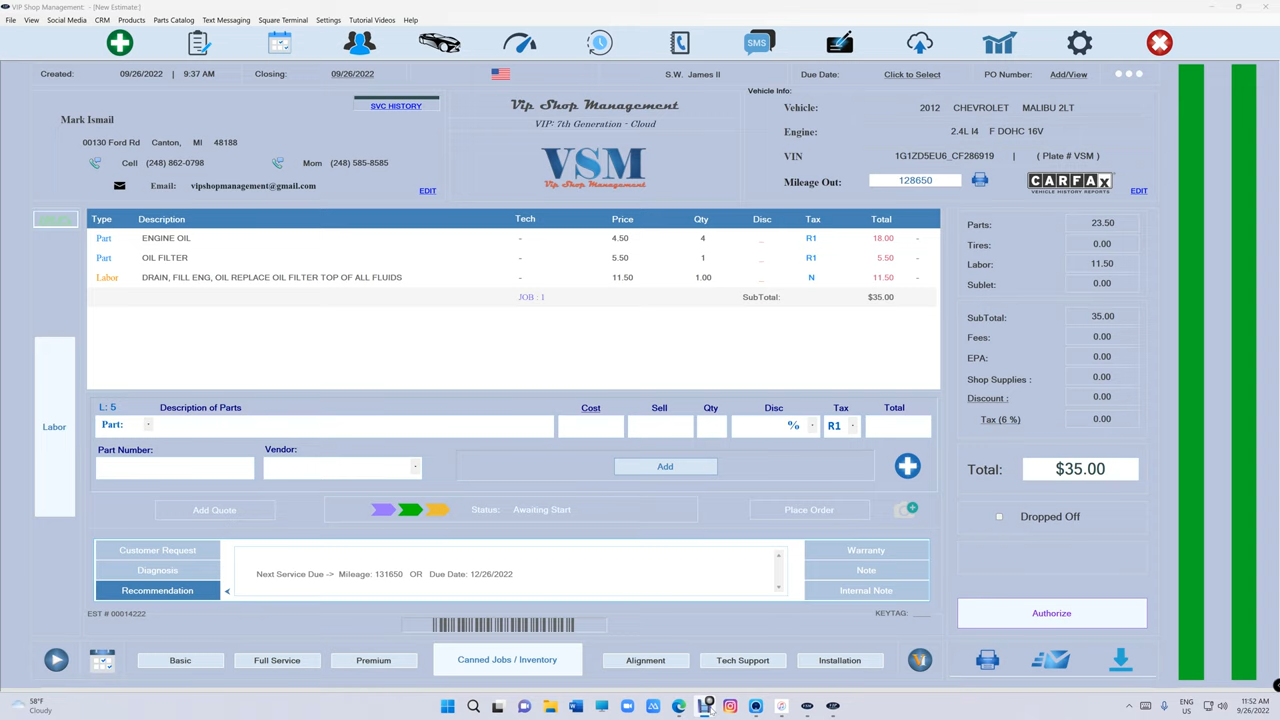 VIP Shop Management: - [New Estimate:]
File View Social Media CRM Products Parts Catalog Text Messaging Square Terminal Settings Tutorial Videos Help
SMS
Created: 09/26/2022 | 9:37 AM Closing: 09/26/2022 S.W. James II Due Date: Click to Select PO Number: Add/View
SVC HISTORY
Mark Ismail
00130 Ford Rd Canton, MI 48188
Cell (248) 862-0798 Mom (248) 585-8585
Email: vipshopmanagement@gmail.com
EDIT
Vip Shop Management
VIP: 7th Generation - Cloud
VSM
Vip Shop Management
Vehicle Info:
Vehicle: 2012 CHEVROLET MALIBU 2LT
Engine: 2.4L I4 F DOHC 16V
VIN 1G1ZD5EU6_CF286919 | ( Plate # VSM )
Mileage Out: 128650
CARFAX
VEHICLE HISTORY REPORTS
EDIT
Type Description Tech Price Qty Disc Tax Total
Part ENGINE OIL - 4.50 4 _ R1 18.00 -
Part OIL FILTER - 5.50 1 _ R1 5.50 -
Labor DRAIN, FILL ENG, OIL REPLACE OIL FILTER TOP OF ALL FLUIDS - 11.50 1.00 _ N 11.50 -
JOB : 1 SubTotal: $35.00
Labor
L: 5 Description of Parts Cost Sell Qty Disc Tax Total
Part: % R1
Part Number: Vendor:
Add
Add Quote Status: Awaiting Start Place Order
Customer Request
Diagnosis
Recommendation <
Next Service Due -> Mileage: 131650 OR Due Date: 12/26/2022
Warranty
Note
Internal Note
EST # 00014222 KEYTAG: ___
Basic Full Service Premium Canned Jobs / Inventory Alignment Tech Support Installation
Parts: 23.50
Tires: 0.00
Labor: 11.50
Sublet: 0.00
SubTotal: 35.00
Fees: 0.00
EPA: 0.00
Shop Supplies : 0.00
Discount : 0.00
Tax (6 %) 0.00
Total: $35.00
Dropped Off
Authorize
58°F
Cloudy
ENG
US
11:52 AM
9/26/2022